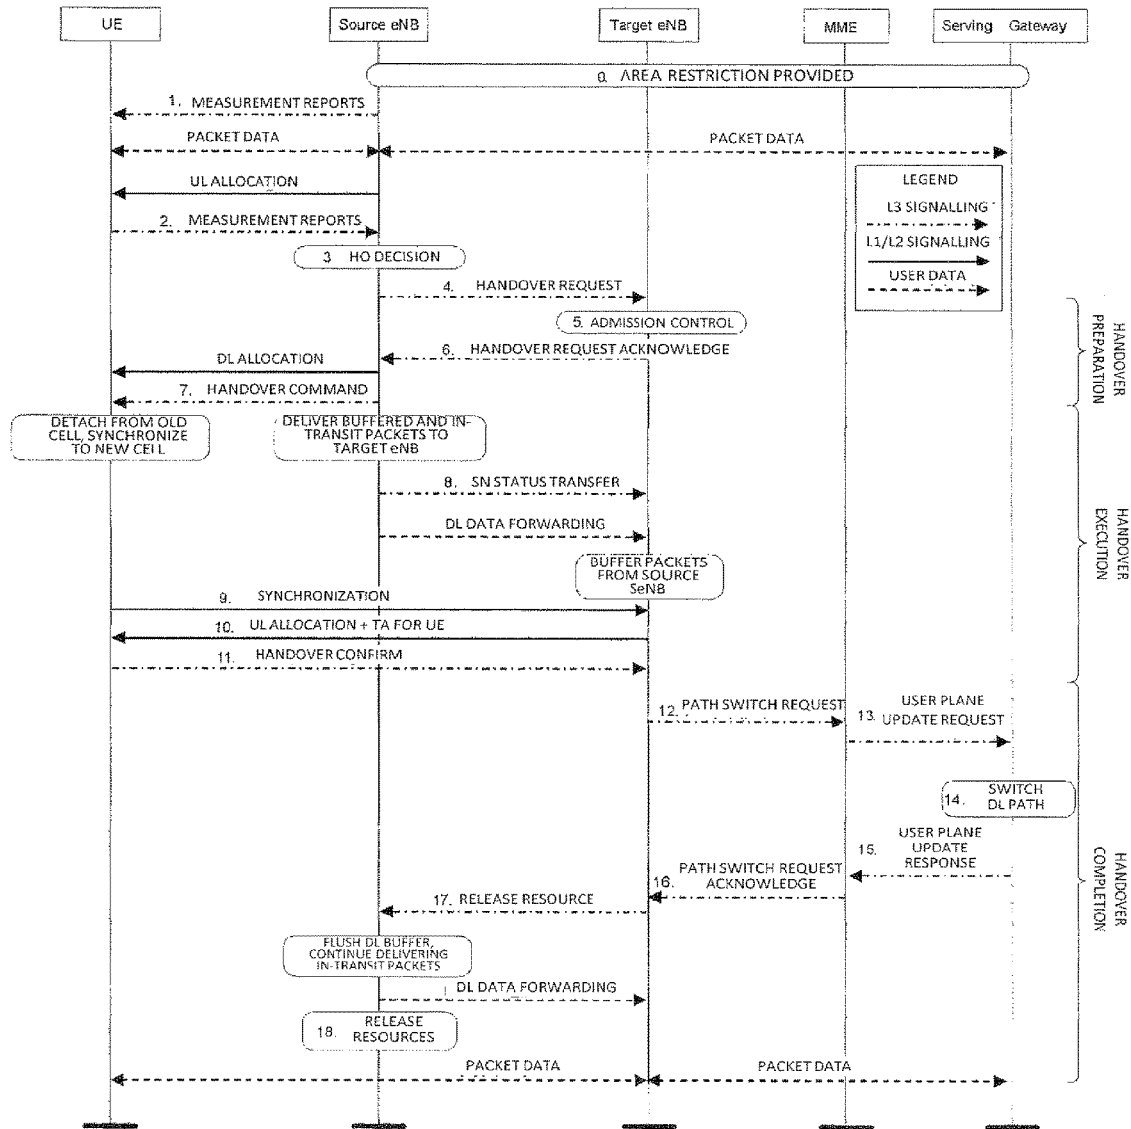 UE
Source eNB
Target eNB
MME
Serving Gateway
0. AREA RESTRICTION PROVIDED
1. MEASUREMENT REPORTS
PACKET DATA
PACKET DATA
UL ALLOCATION
LEGEND
L3 SIGNALLING
L1/L2 SIGNALLING
USER DATA
2. MEASUREMENT REPORTS
3 HO DECISION
4. HANDOVER REQUEST
5. ADMISSION CONTROL
6. HANDOVER REQUEST ACKNOWLEDGE
DL ALLOCATION
7. HANDOVER COMMAND
HANDOVER
PREPARATION
DETACH FROM OLD
CELL, SYNCHRONIZE
TO NEW CELL
DELIVER BUFFERED AND IN-
TRANSIT PACKETS TO
TARGET eNB
8. SN STATUS TRANSFER
DL DATA FORWARDING
BUFFER PACKETS
FROM SOURCE
SeNB
HANDOVER
EXECUTION
9. SYNCHRONIZATION
10. UL ALLOCATION + TA FOR UE
11. HANDOVER CONFIRM
12. PATH SWITCH REQUEST
13. USER PLANE
UPDATE REQUEST
14. SWITCH
DL PATH
15. USER PLANE
UPDATE
RESPONSE
16. PATH SWITCH REQUEST
ACKNOWLEDGE
17. RELEASE RESOURCE
HANDOVER
COMPLETION
FLUSH DL BUFFER,
CONTINUE DELIVERING
IN-TRANSIT PACKETS
DL DATA FORWARDING
18. RELEASE
RESOURCES
PACKET DATA
PACKET DATA